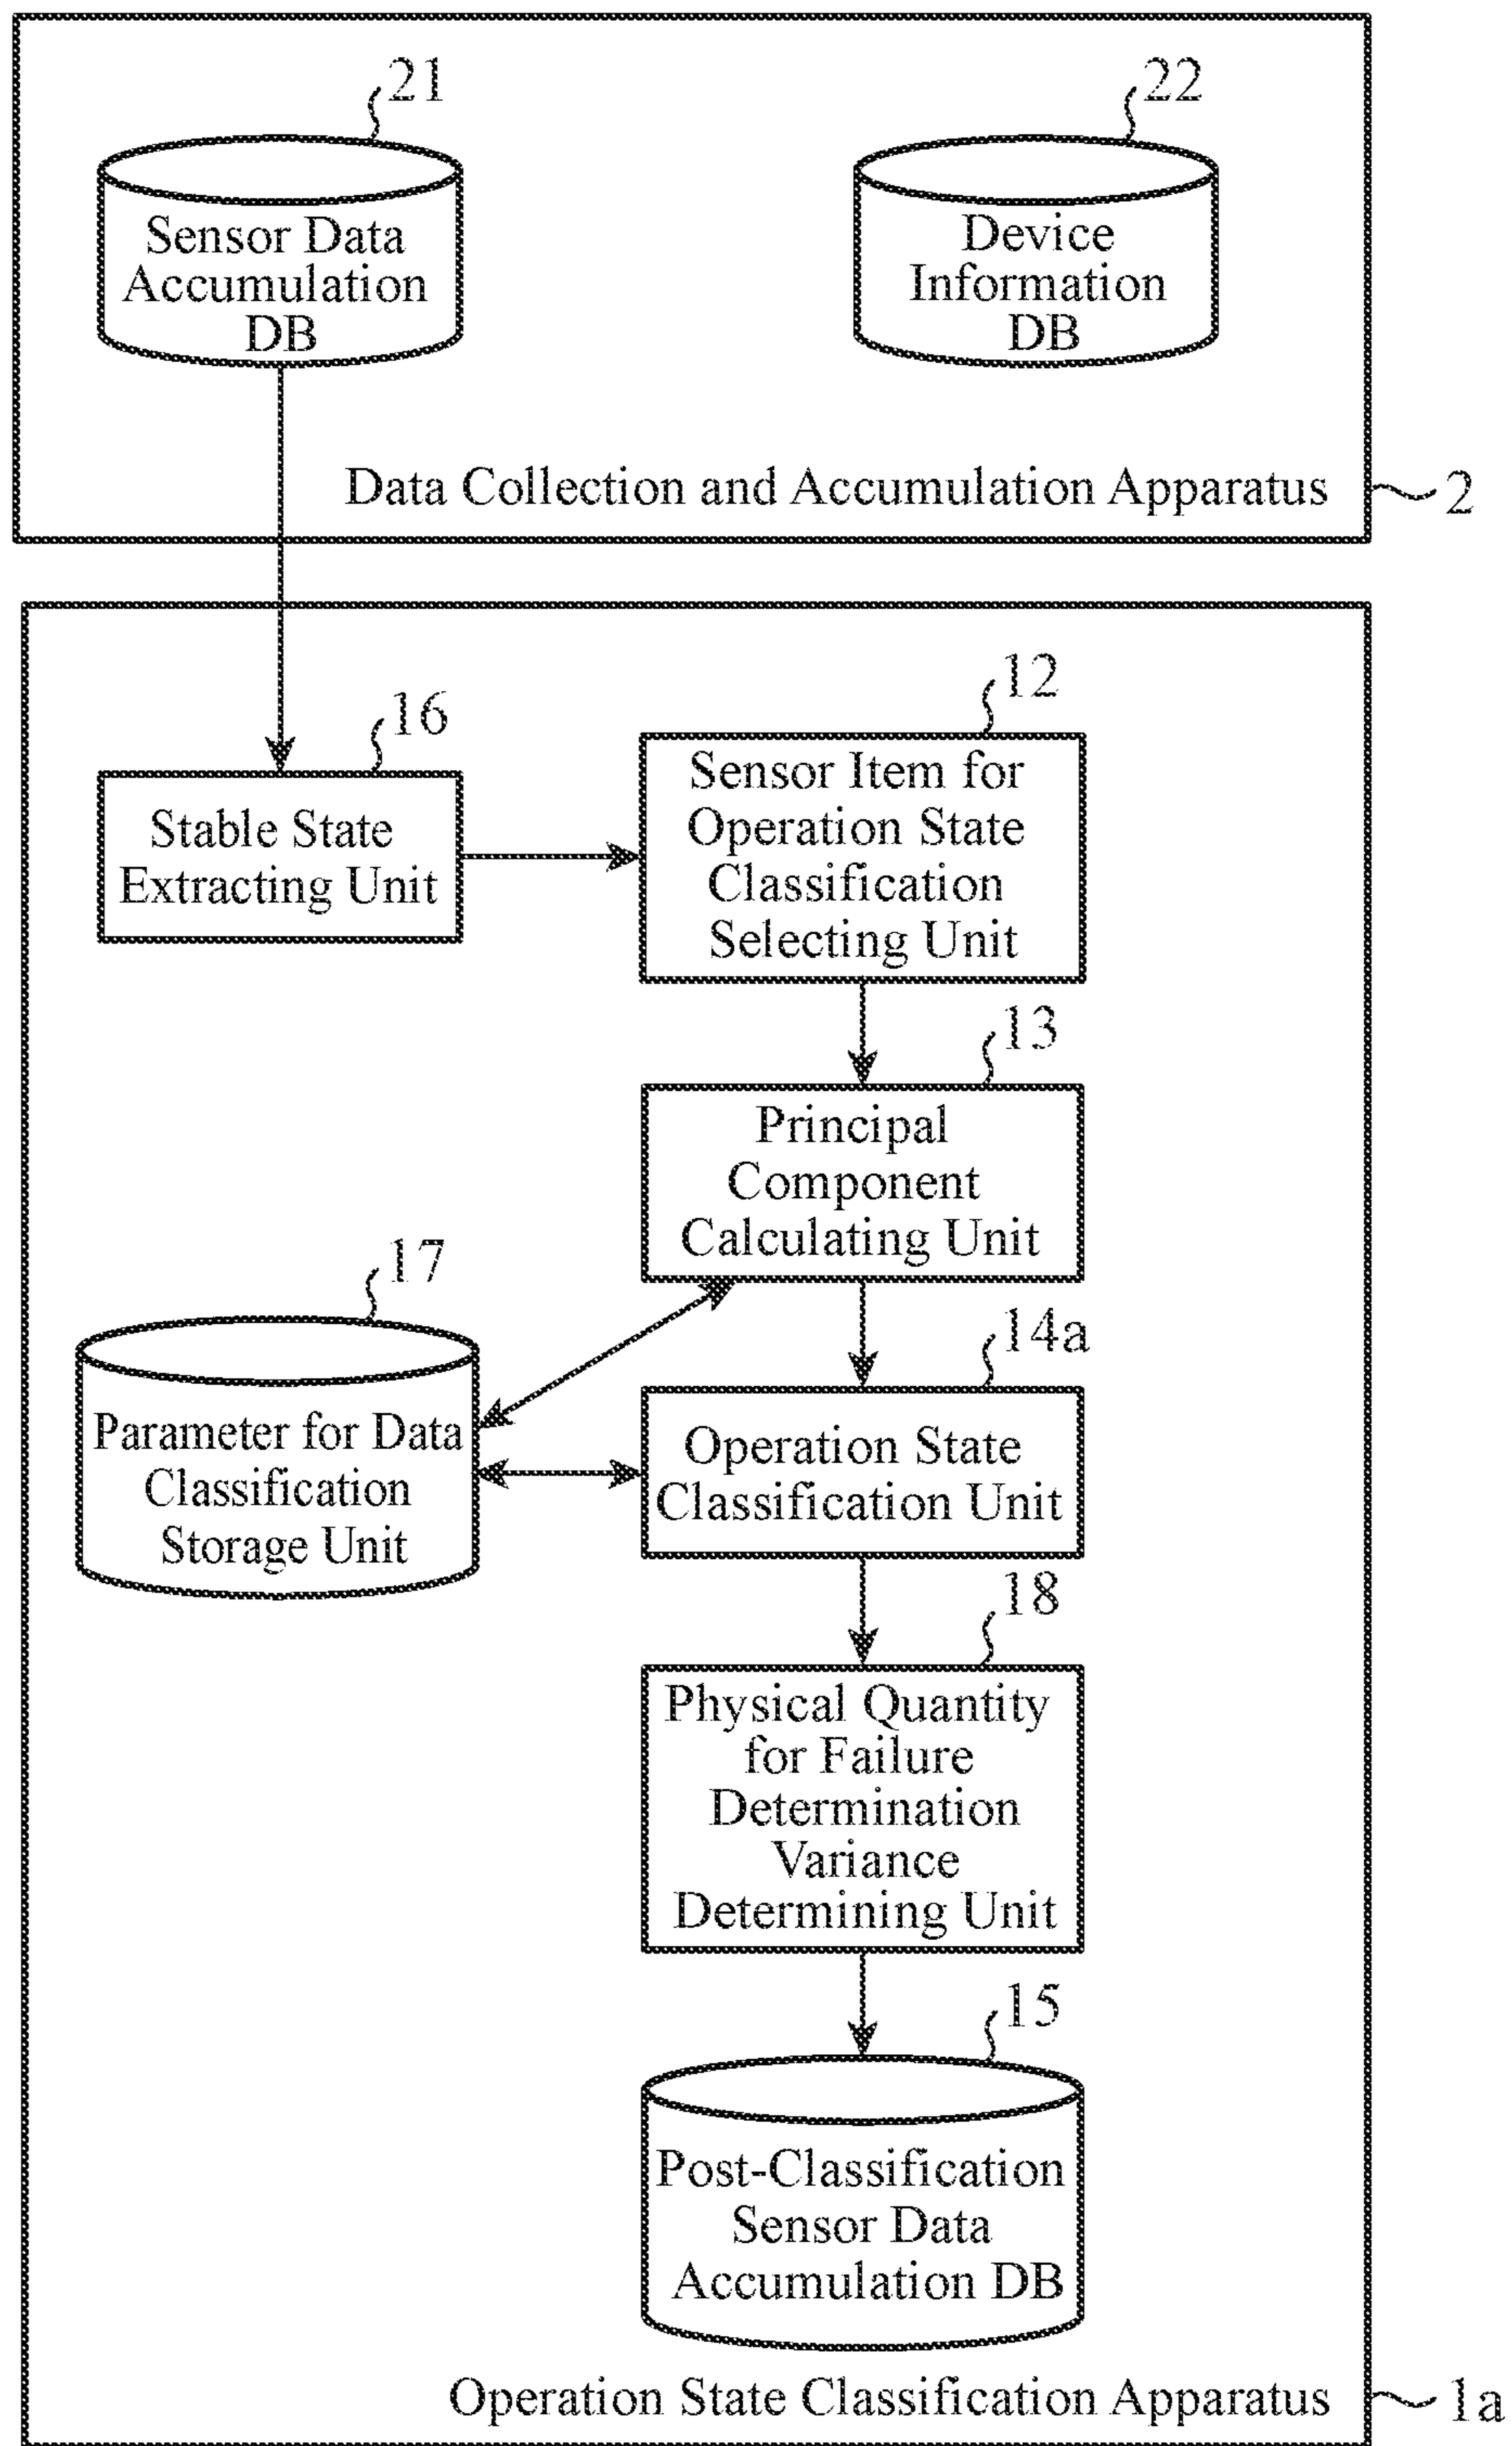 21
22
Sensor Data
Accumulation
DB
Device
Information
DB
Data Collection and Accumulation Apparatus
2
16
Stable State
Extracting Unit
12
Sensor Item for
Operation State
Classification
Selecting Unit
13
Principal
Component
Calculating Unit
17
Parameter for Data
Classification
Storage Unit
14a
Operation State
Classification Unit
18
Physical Quantity
for Failure
Determination
Variance
Determining Unit
15
Post-Classification
Sensor Data
Accumulation DB
Operation State Classification Apparatus
1a